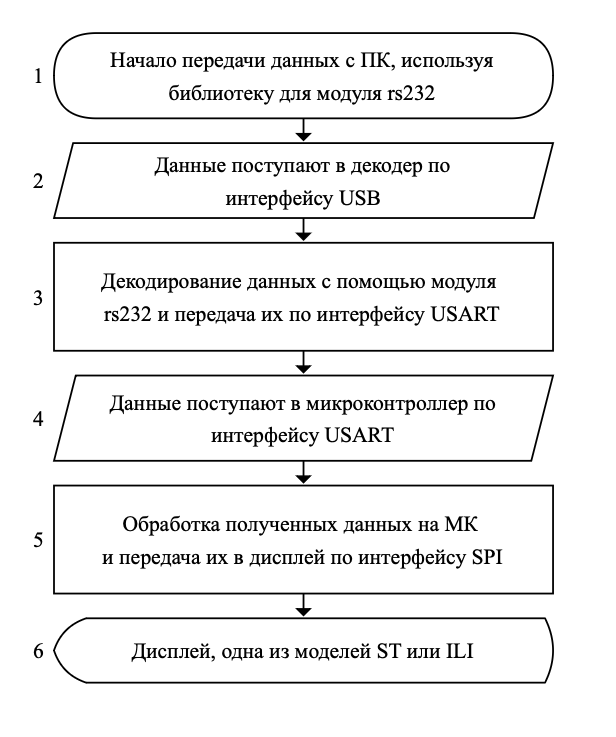 1
Начало передачи данных с ПК, используя
библиотеку для модуля rs232
2
Данные поступают в декодер по
интерфейсу USB
3
Декодирование данных с помощью модуля
rs232 и передача их по интерфейсу USART
4
Данные поступают в микроконтроллер по
интерфейсу USART
5
Обработка полученных данных на МК
и передача их в дисплей по интерфейсу SPI
6
Дисплей, одна из моделей ST или ILI